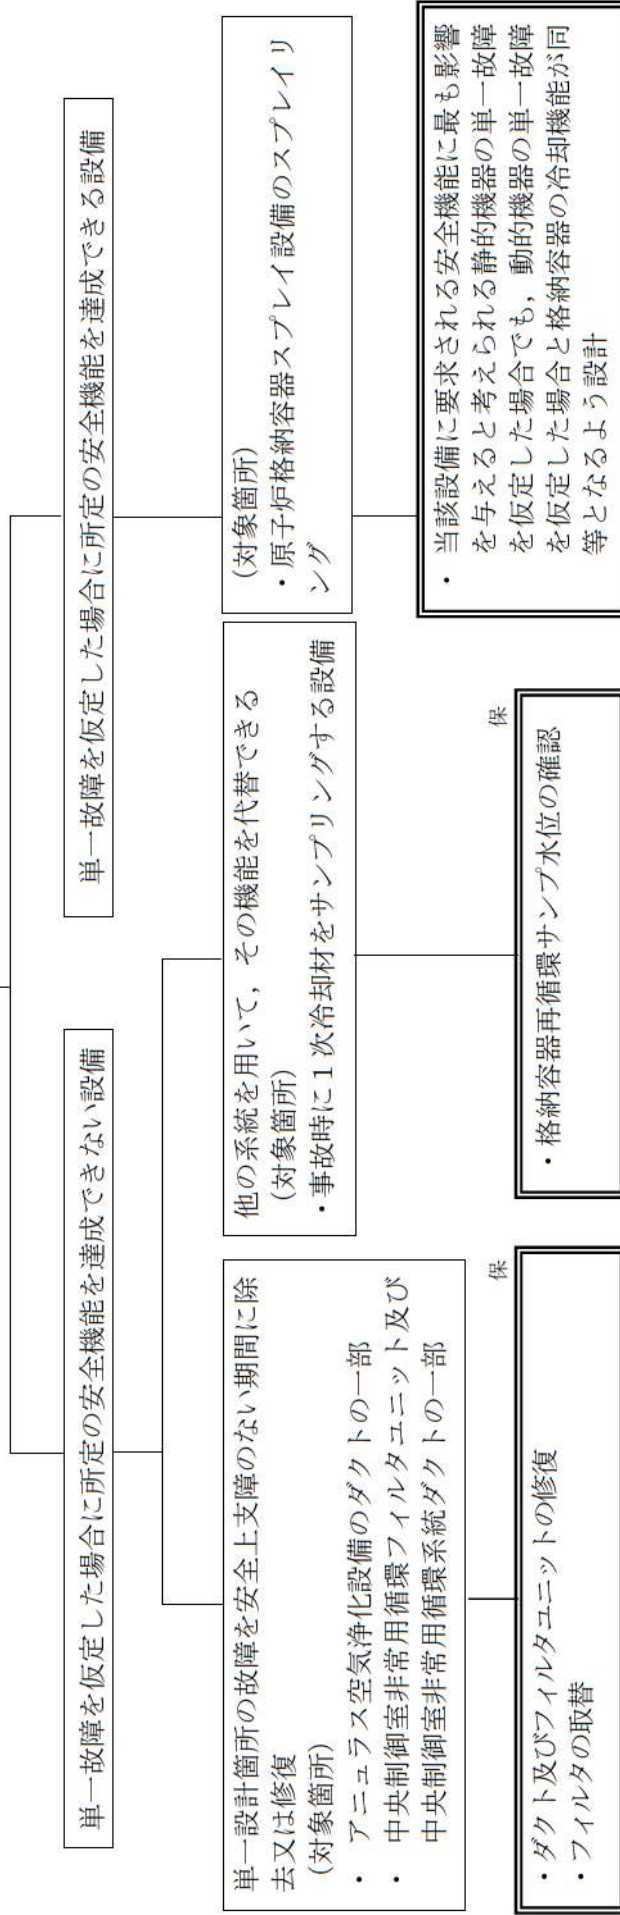 単一故障を仮定した場合に所定の安全機能を達成できない設備
単一故障を仮定した場合に所定の安全機能を達成できる設備
単一設計箇所の故障を安全上支障のない期間に除
去又は修復
(対象箇所)
・ アニュラス空気浄化設備のダクトの一部
・ 中央制御室非常用循環フィルタユニット及び
中央制御室非常用循環系統ダクトの一部
他の系統を用いて，その機能を代替できる
(対象箇所)
・事故時に１次冷却材をサンプリングする設備
(対象箇所)
・原子炉格納容器スプレイ設備のスプレイリ
ング
保
・ダクト及びフィルタユニットの修復
・フィルタの取替
保
・格納容器再循環サンプ水位の確認
・ 当該設備に要求される安全機能に最も影響
を与えると考えられる静的機器の単一故障
を仮定した場合でも，動的機器の単一故障
を仮定した場合と格納容器の冷却機能が同
等となるよう設計